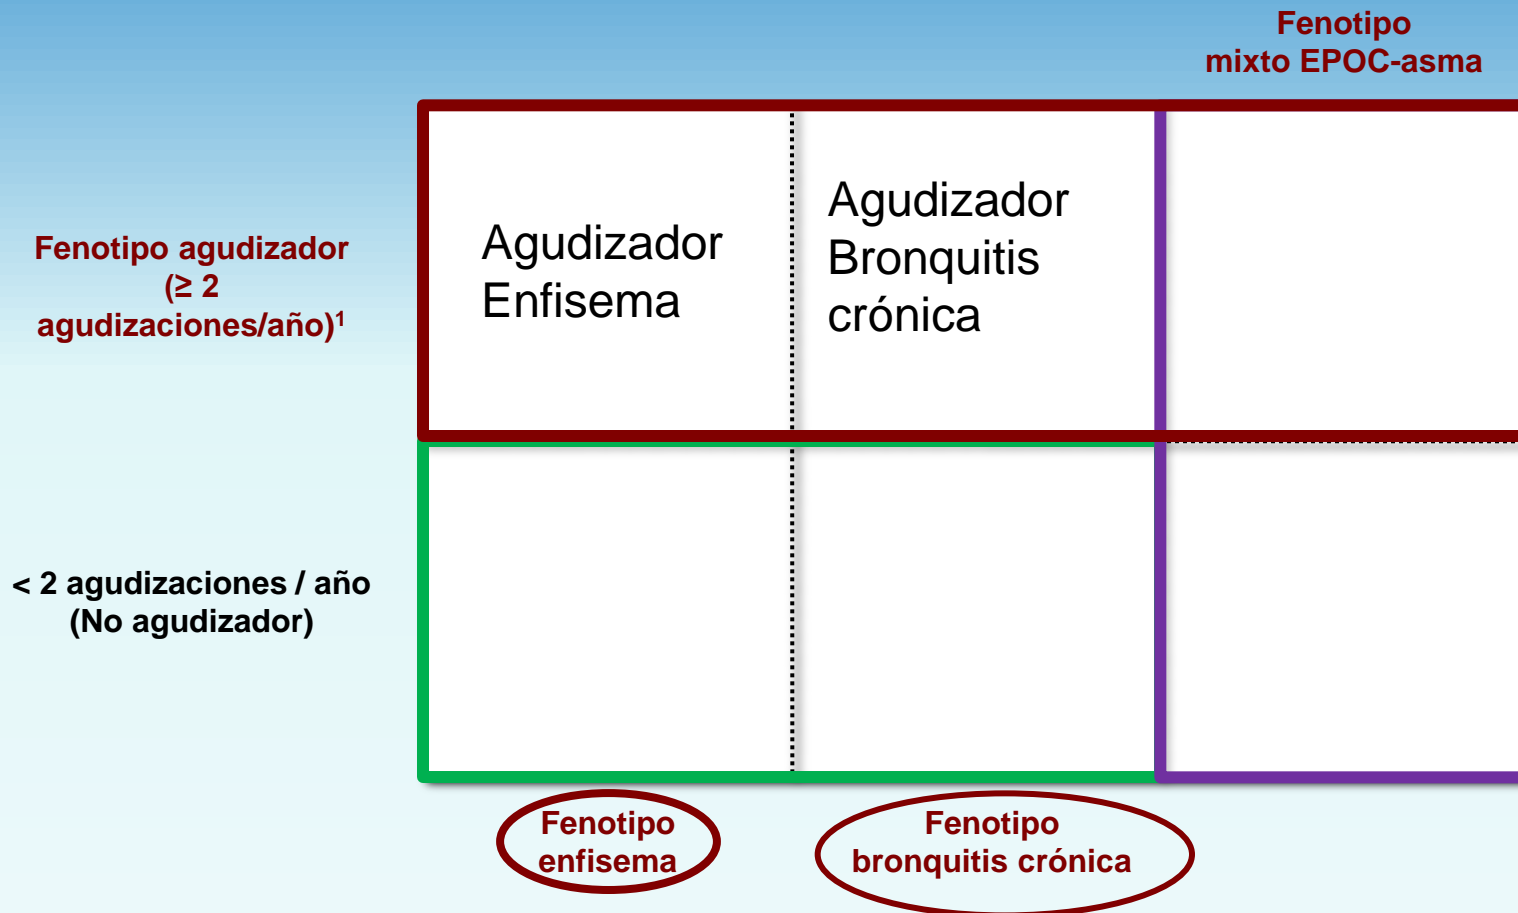 Fenotipo
mixto EPOC-asma
Fenotipo agudizador
(≥ 2
agudizaciones/año)¹
Agudizador
Enfisema
Agudizador
Bronquitis
crónica
< 2 agudizaciones / año
(No agudizador)
Fenotipo
enfisema
Fenotipo
bronquitis crónica